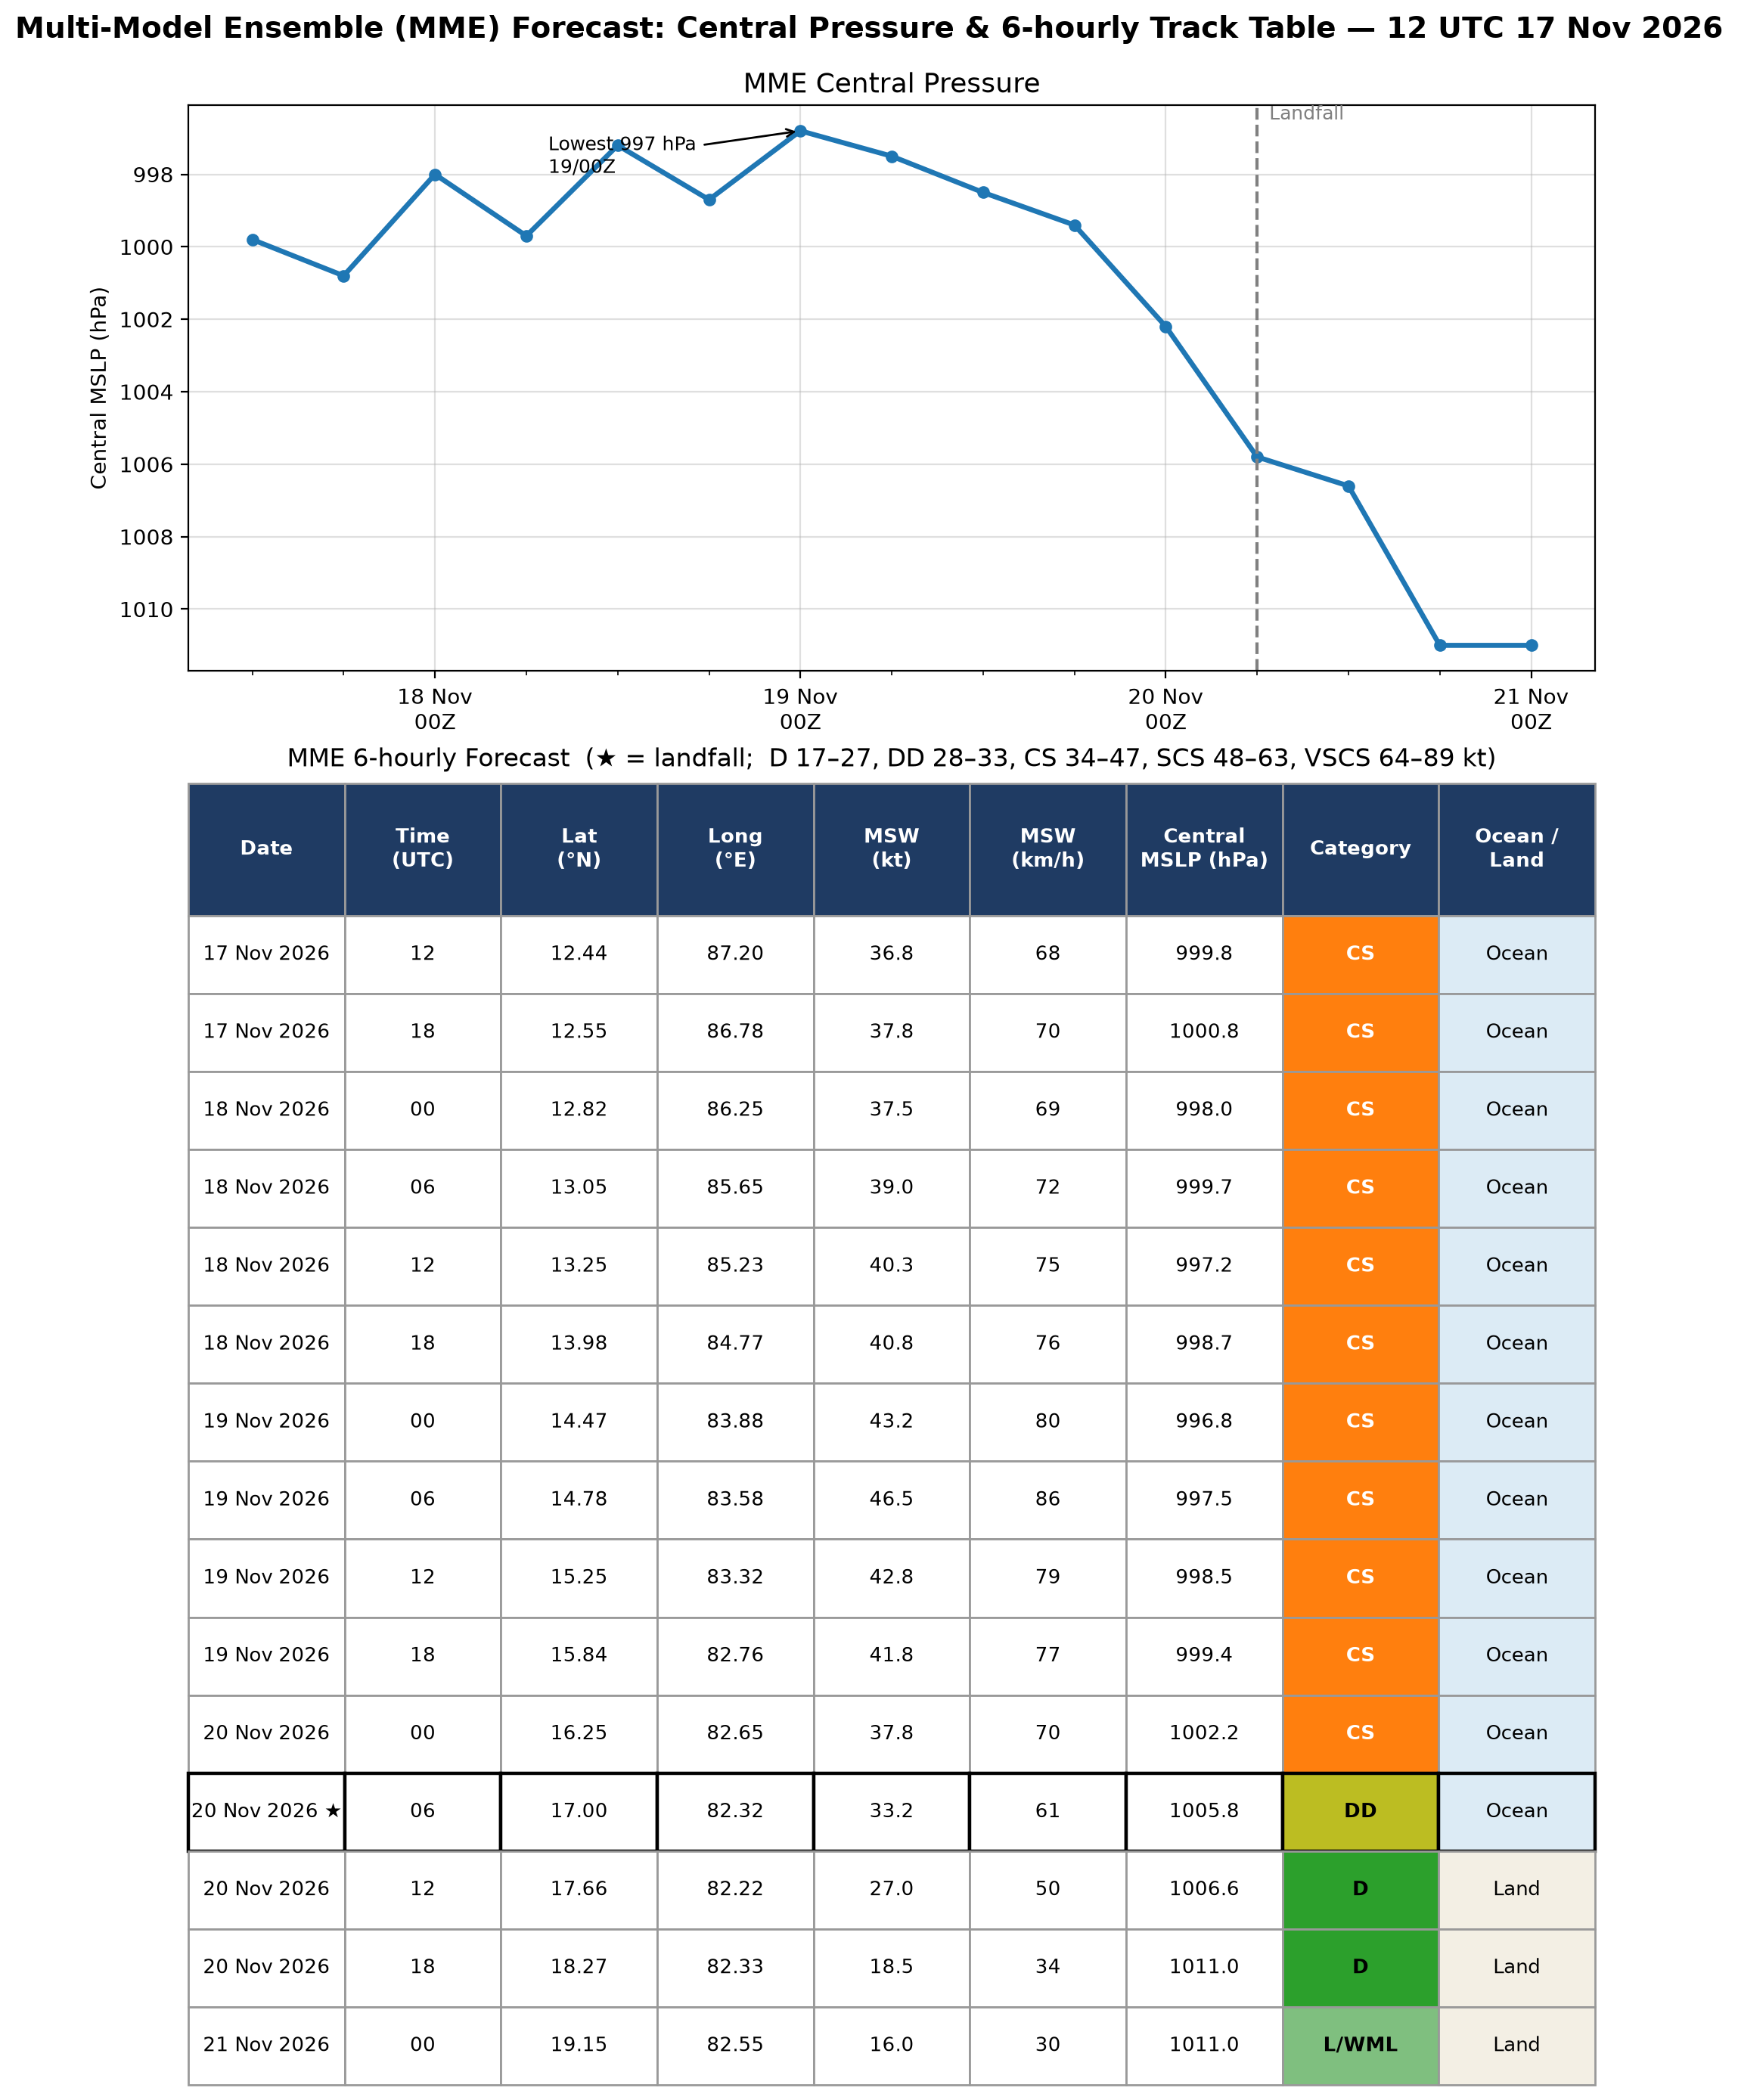 Multi-Model Ensemble (MME) Forecast: Central Pressure & 6-hourly Track Table — 12 UTC 17 Nov 2026
MME Central Pressure
Landfall
Lowest 997 hPa
19/00Z
Central MSLP (hPa)
998
1000
1002
1004
1006
1008
1010
18 Nov 19 Nov 20 Nov 21 Nov
00Z 00Z 00Z 00Z
MME 6-hourly Forecast (★ = landfall; D 17–27, DD 28–33, CS 34–47, SCS 48–63, VSCS 64–89 kt)
Date Time (UTC) Lat (°N) Long (°E) MSW (kt) MSW (km/h) Central MSLP (hPa) Category Ocean / Land
17 Nov 2026 12 12.44 87.20 36.8 68 999.8 CS Ocean
17 Nov 2026 18 12.55 86.78 37.8 70 1000.8 CS Ocean
18 Nov 2026 00 12.82 86.25 37.5 69 998.0 CS Ocean
18 Nov 2026 06 13.05 85.65 39.0 72 999.7 CS Ocean
18 Nov 2026 12 13.25 85.23 40.3 75 997.2 CS Ocean
18 Nov 2026 18 13.98 84.77 40.8 76 998.7 CS Ocean
19 Nov 2026 00 14.47 83.88 43.2 80 996.8 CS Ocean
19 Nov 2026 06 14.78 83.58 46.5 86 997.5 CS Ocean
19 Nov 2026 12 15.25 83.32 42.8 79 998.5 CS Ocean
19 Nov 2026 18 15.84 82.76 41.8 77 999.4 CS Ocean
20 Nov 2026 00 16.25 82.65 37.8 70 1002.2 CS Ocean
20 Nov 2026 ★ 06 17.00 82.32 33.2 61 1005.8 DD Ocean
20 Nov 2026 12 17.66 82.22 27.0 50 1006.6 D Land
20 Nov 2026 18 18.27 82.33 18.5 34 1011.0 D Land
21 Nov 2026 00 19.15 82.55 16.0 30 1011.0 L/WML Land